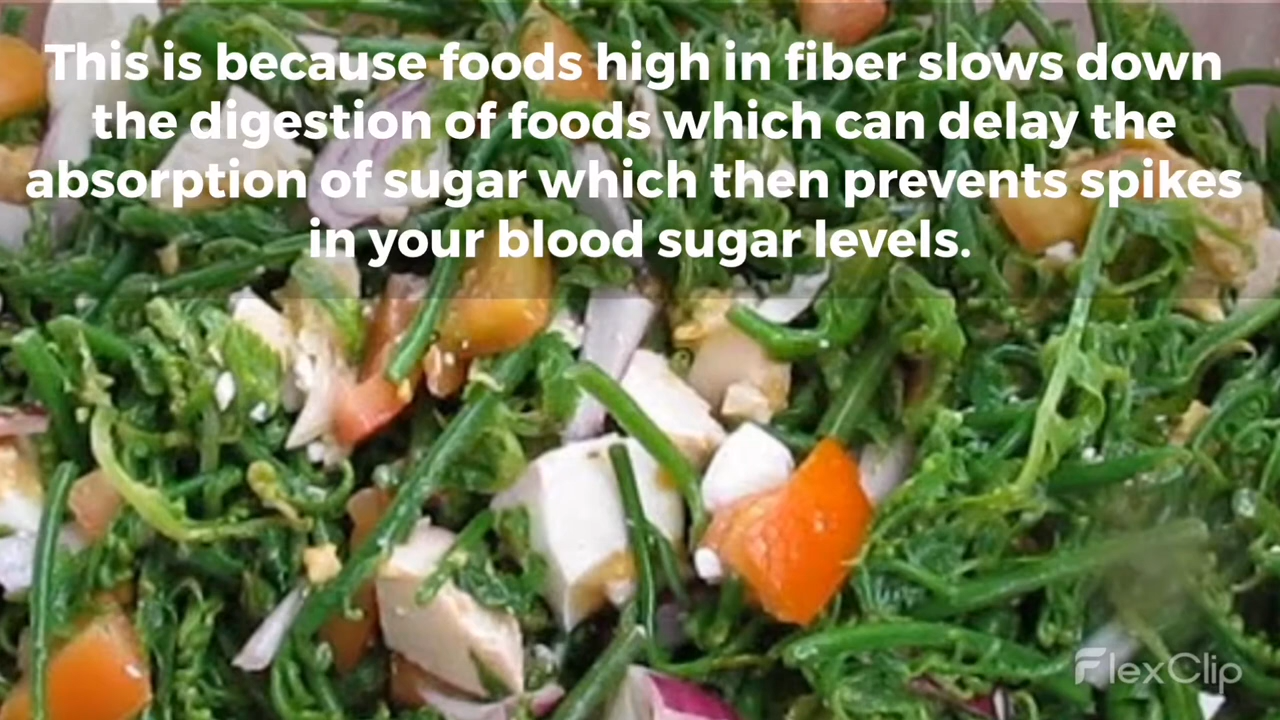 This is because foods high in fiber slows down
the digestion of foods which can delay the
absorption of sugar which then prevents spikes
in your blood sugar levels.
FlexClip